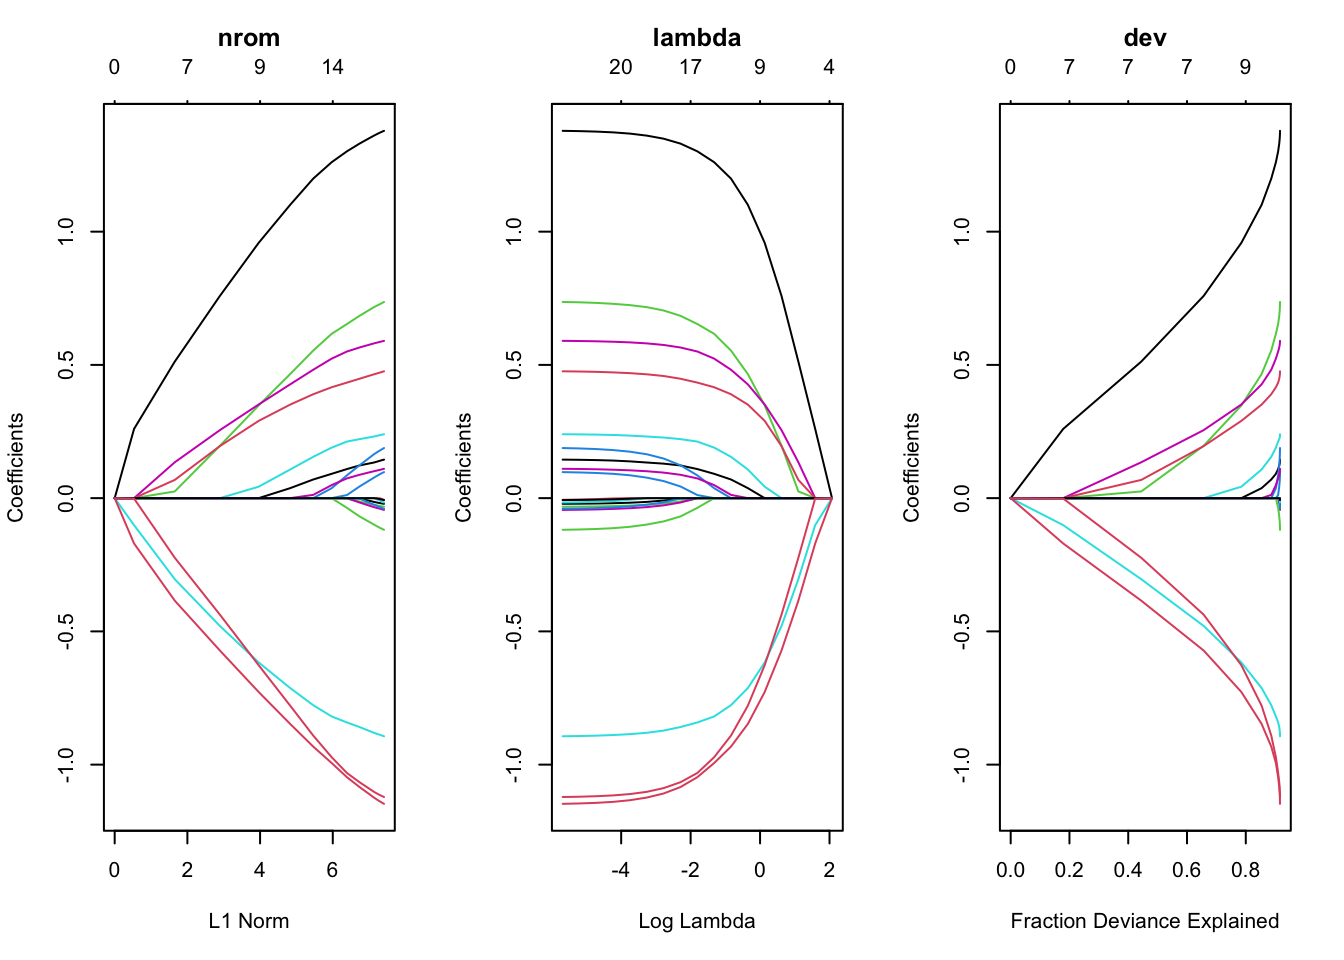 nrom
0 7 9 14
1.0
0.5
0.0
-0.5
-1.0
Coefficients
0 2 4 6
L1 Norm
lambda
20 17 9 4
1.0
0.5
0.0
-0.5
-1.0
Coefficients
-4 -2 0 2
Log Lambda
dev
0 7 7 7 9
1.0
0.5
0.0
-0.5
-1.0
Coefficients
0.0 0.2 0.4 0.6 0.8
Fraction Deviance Explained